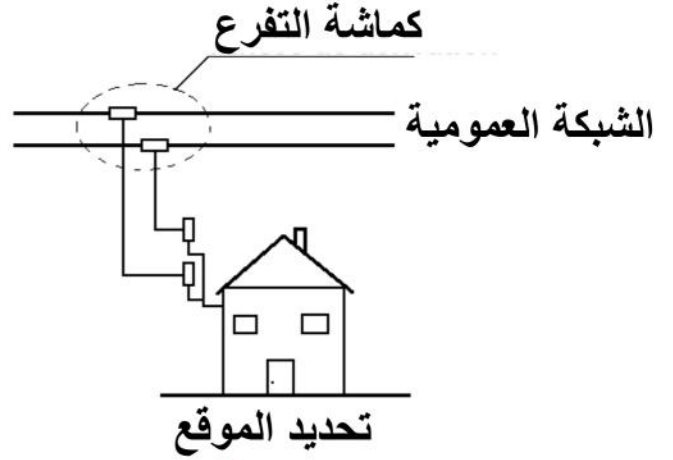 كماشة التفرع
الشبكة العمومية
تحديد الموقع